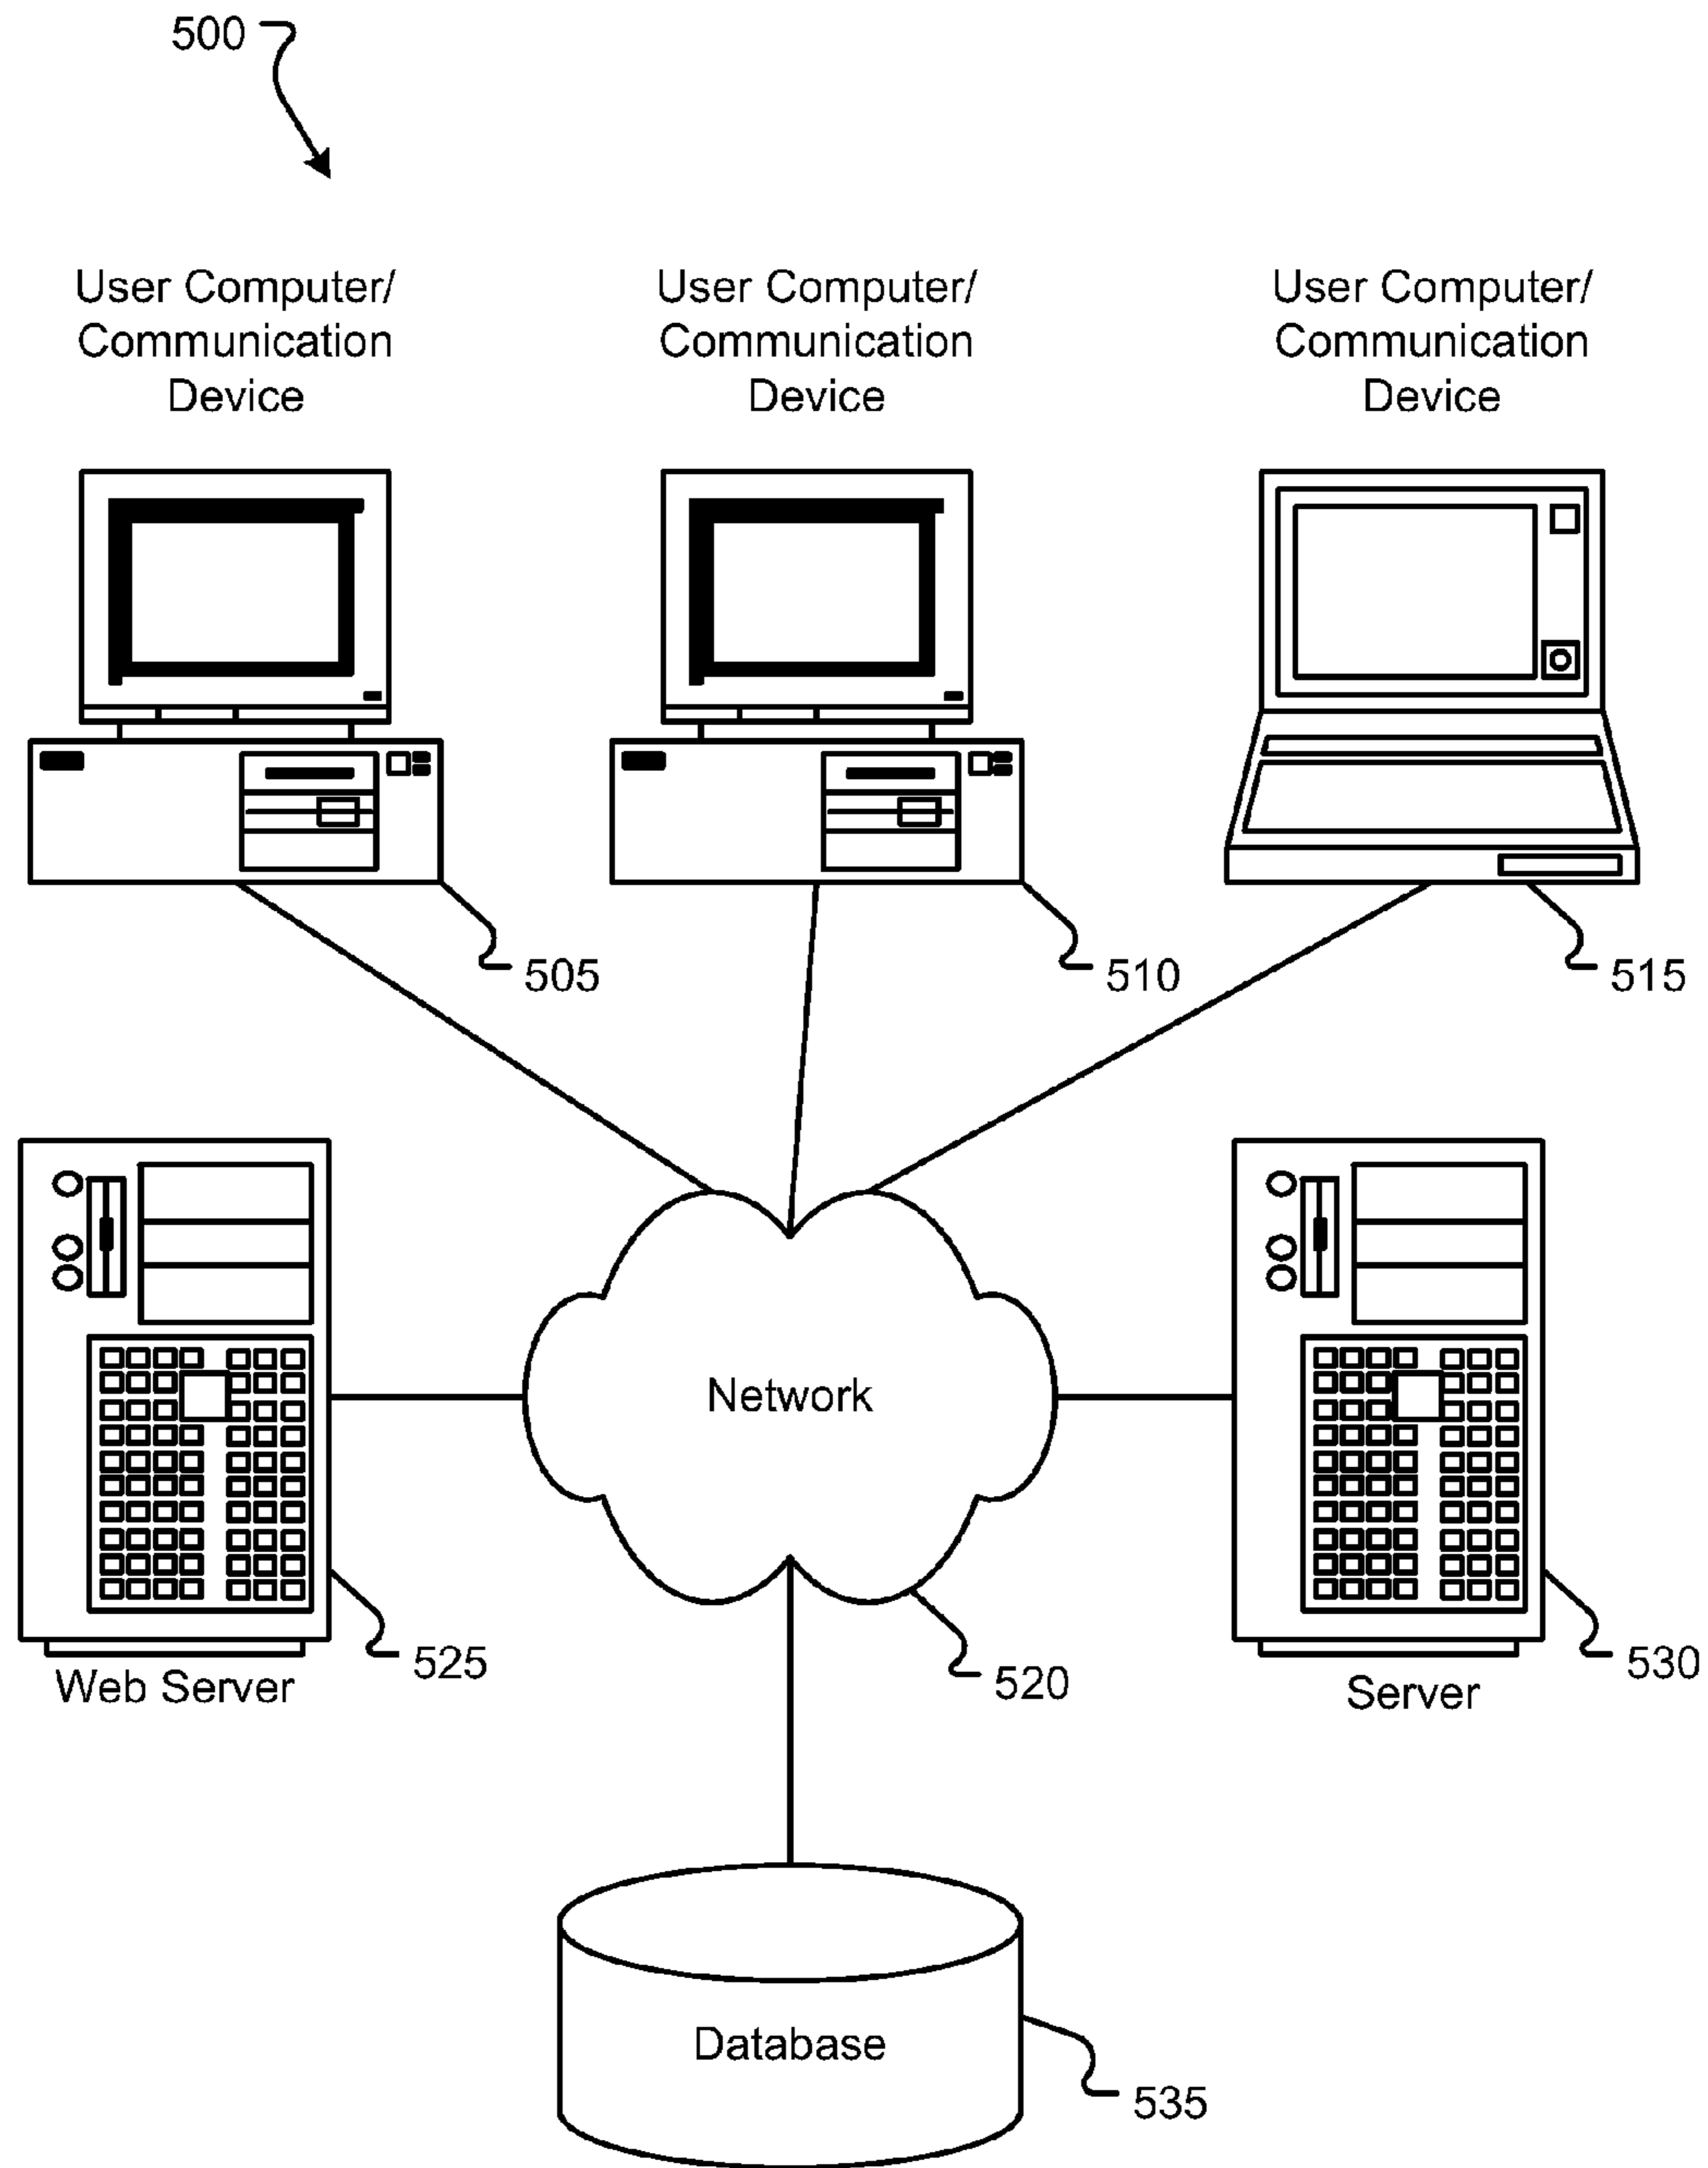 500
User Computer/
Communication
Device
User Computer/
Communication
Device
User Computer/
Communication
Device
505
510
515
Network
525
Web Server
520
530
Server
Database
535